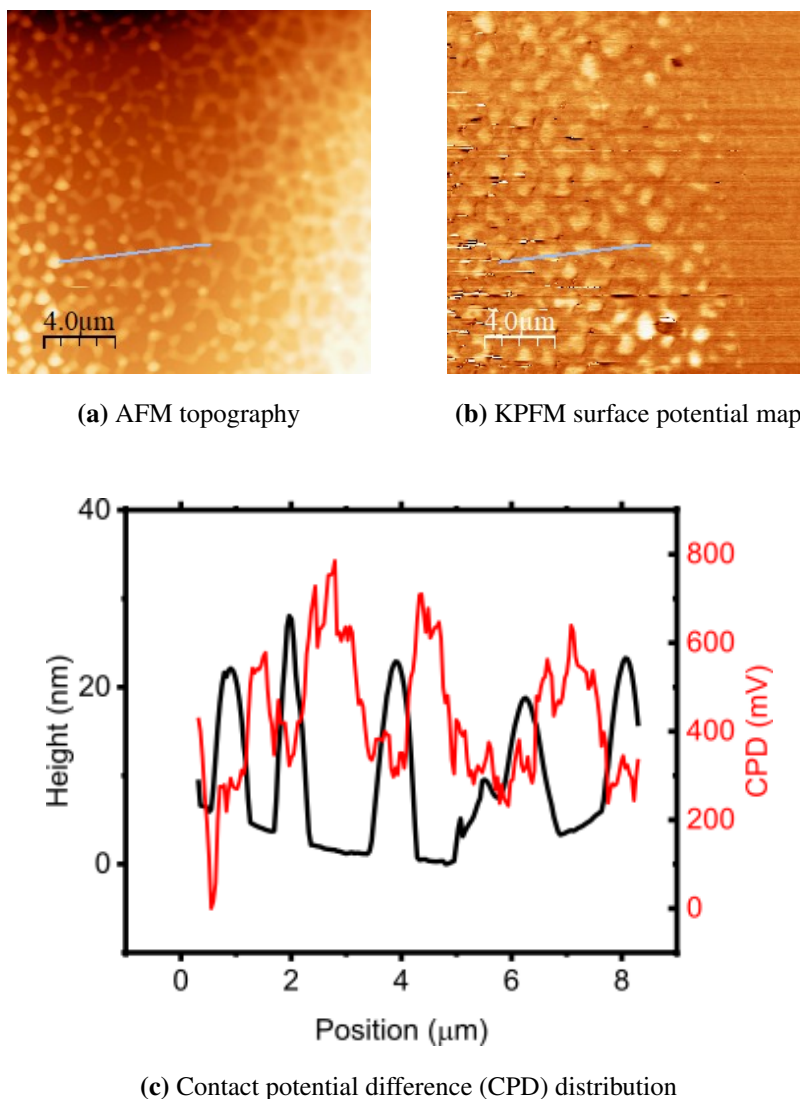 4.0μm
4.0μm
(a) AFM topography
(b) KPFM surface potential map
40
20
0
Height (nm)
800
600
400
200
0
CPD (mV)
0
2
4
6
8
Position (μm)
(c) Contact potential difference (CPD) distribution